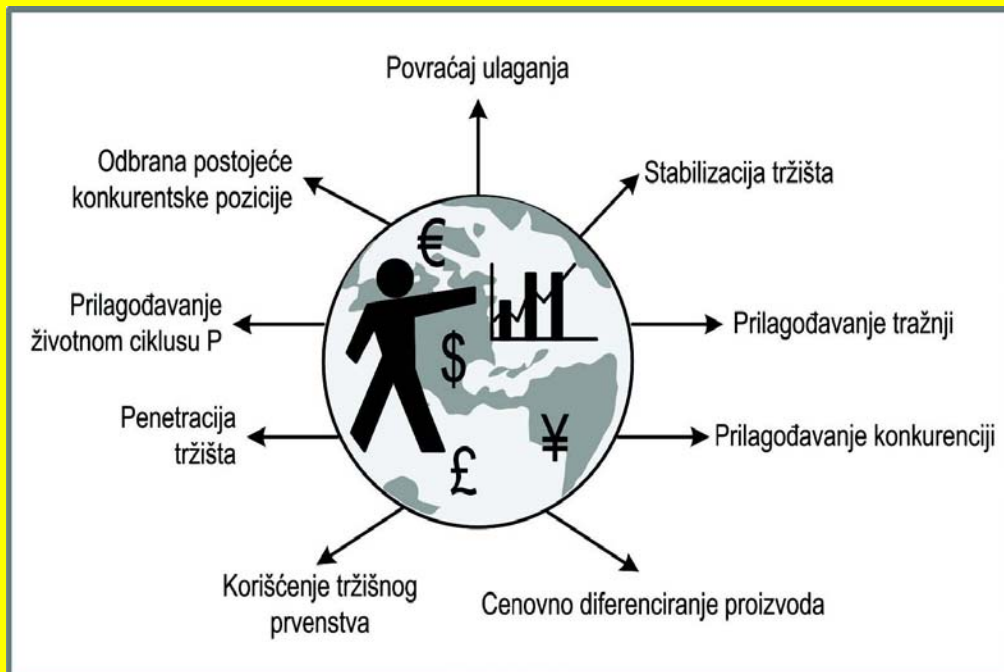 Povraćaj ulaganja
Stabilizacija tržišta
Prilagođavanje tražnji
Prilagođavanje konkurenciji
Cenovno diferenciranje proizvoda
Korišćenje tržišnog
prvenstva
Penetracija
tržišta
Prilagođavanje
životnom ciklusu P
Odbrana postojeće
konkurentske pozicije
€
$
¥
£